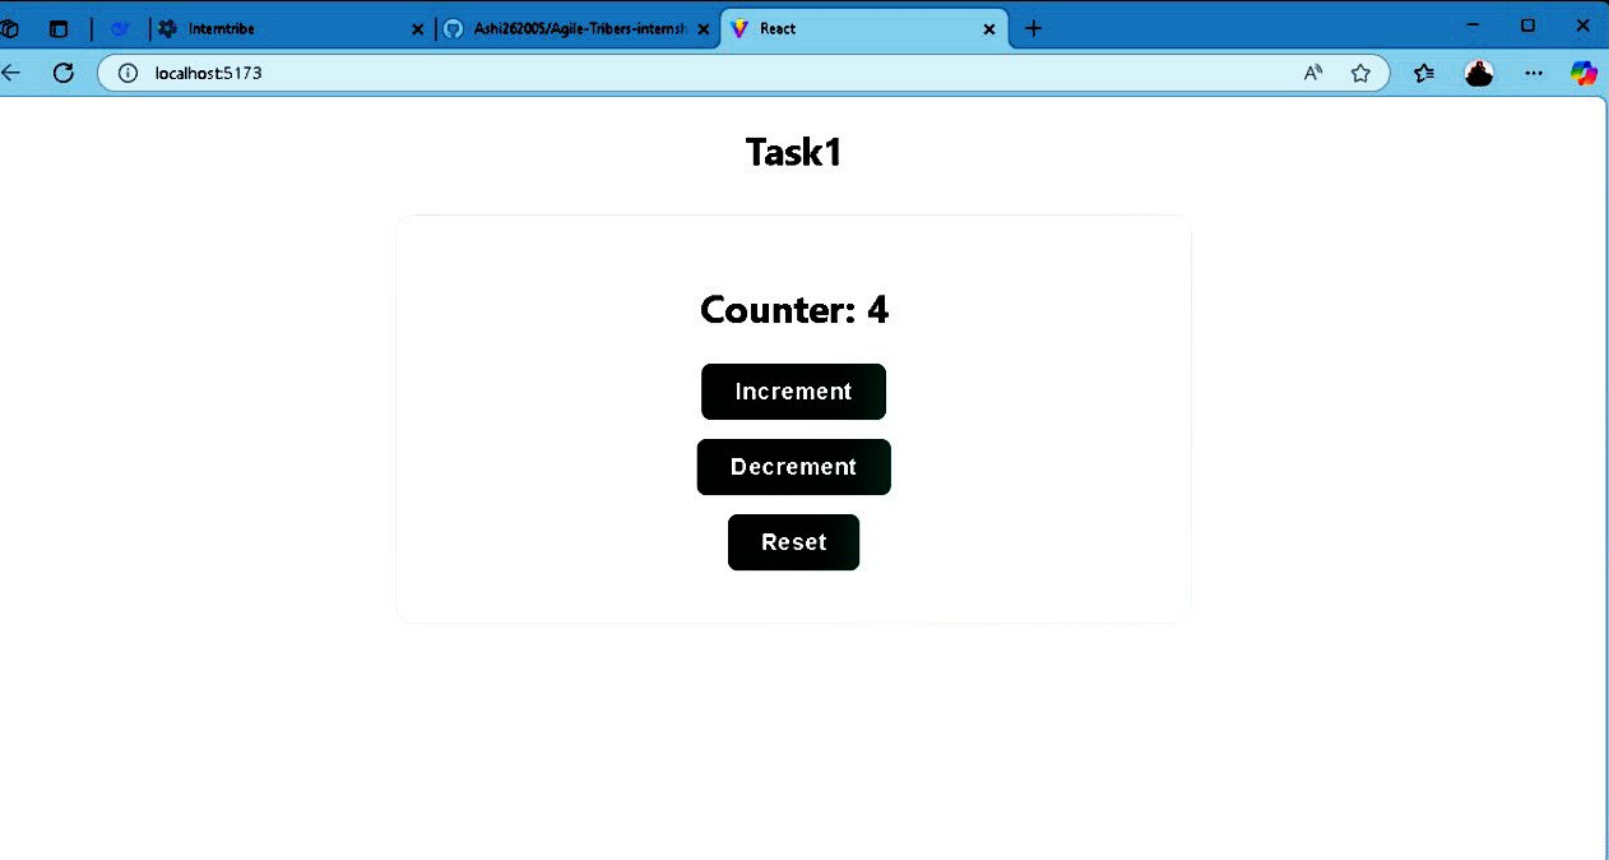 Interntribe
Ashi262005/Agile-Tribers-internsh
React
localhost:5173
Task1
Counter: 4
Increment
Decrement
Reset